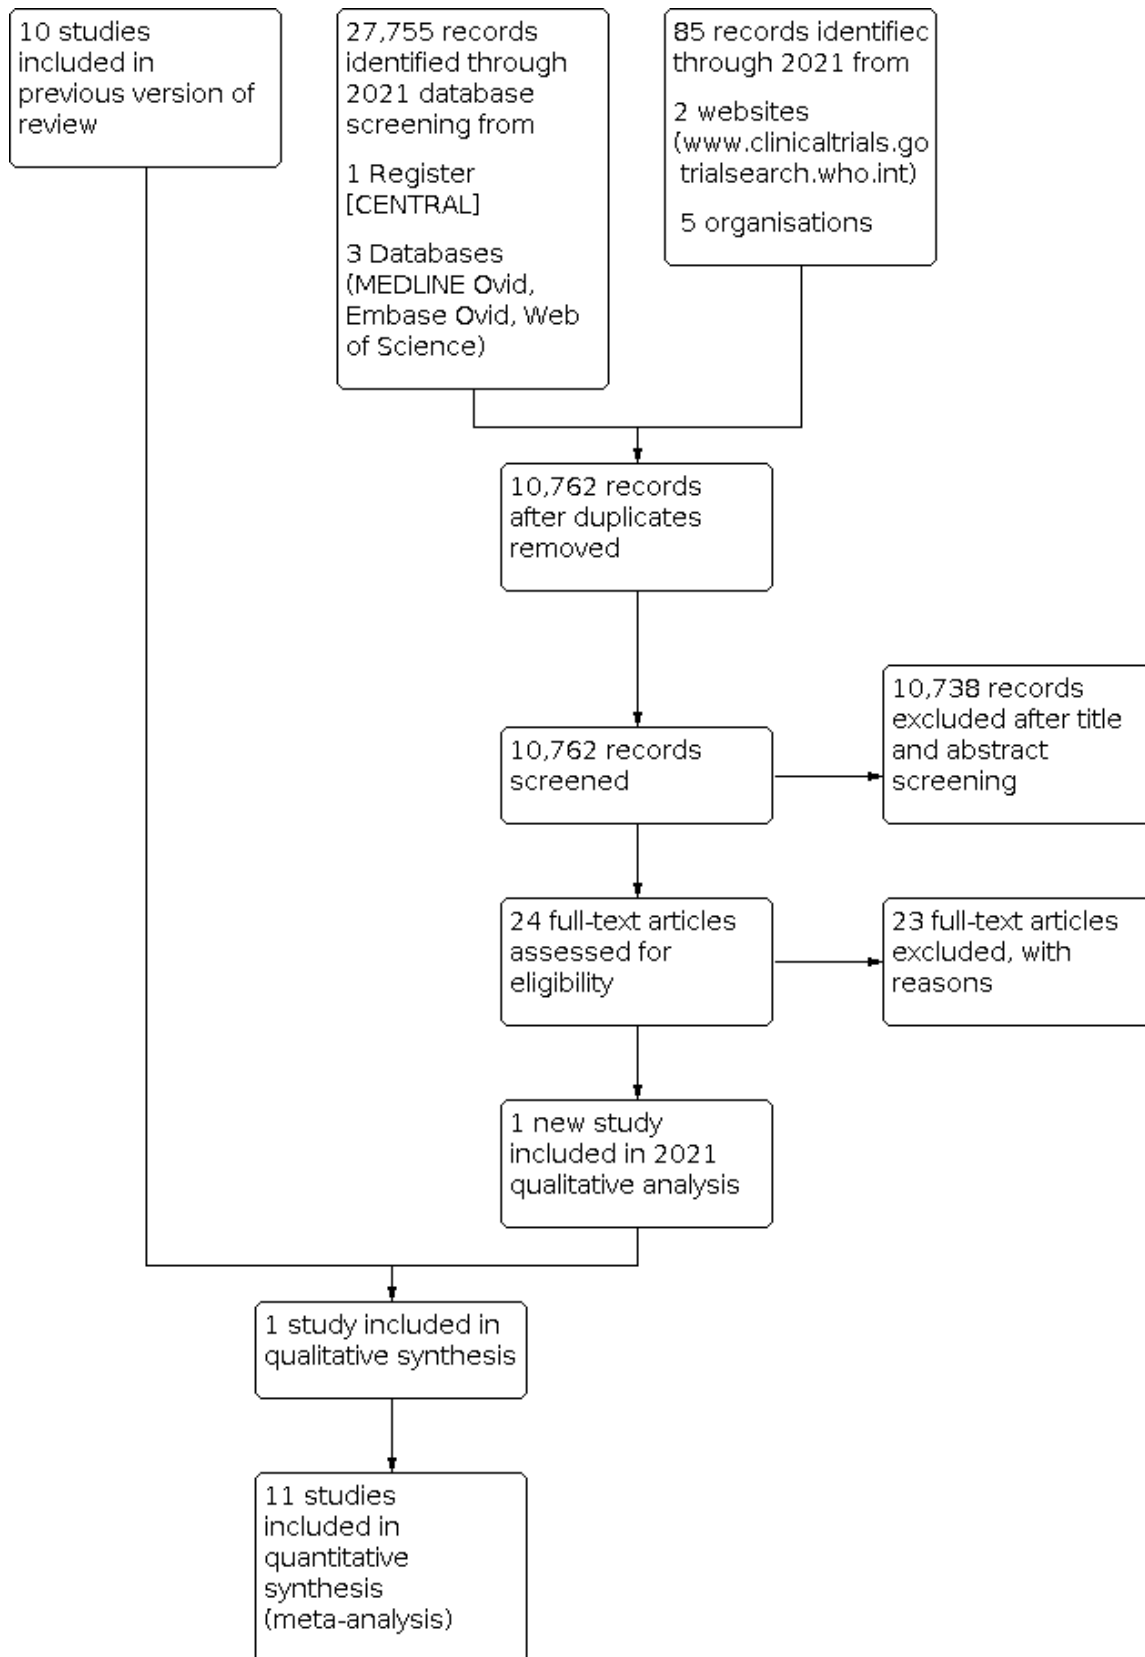 10 studies
included in
previous version of
review
27,755 records
identified through
2021 database
screening from
1 Register
[CENTRAL]
3 Databases
(MEDLINE Ovid,
Embase Ovid, Web
of Science)
85 records identifiec
through 2021 from
2 websites
(www.clinicaltrials.go
trialsearch.who.int)
5 organisations
10,762 records
after duplicates
removed
10,762 records
screened
10,738 records
excluded after title
and abstract
screening
24 full-text articles
assessed for
eligibility
23 full-text articles
excluded, with
reasons
1 new study
included in 2021
qualitative analysis
1 study included in
qualitative synthesis
11 studies
included in
quantitative
synthesis
(meta-analysis)